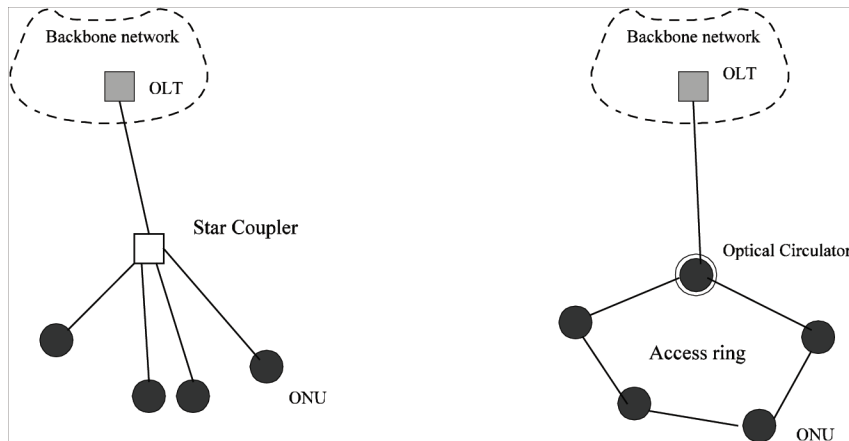 Backbone network
OLT
Star Coupler
ONU
Backbone network
OLT
Optical Circulator
Access ring
ONU